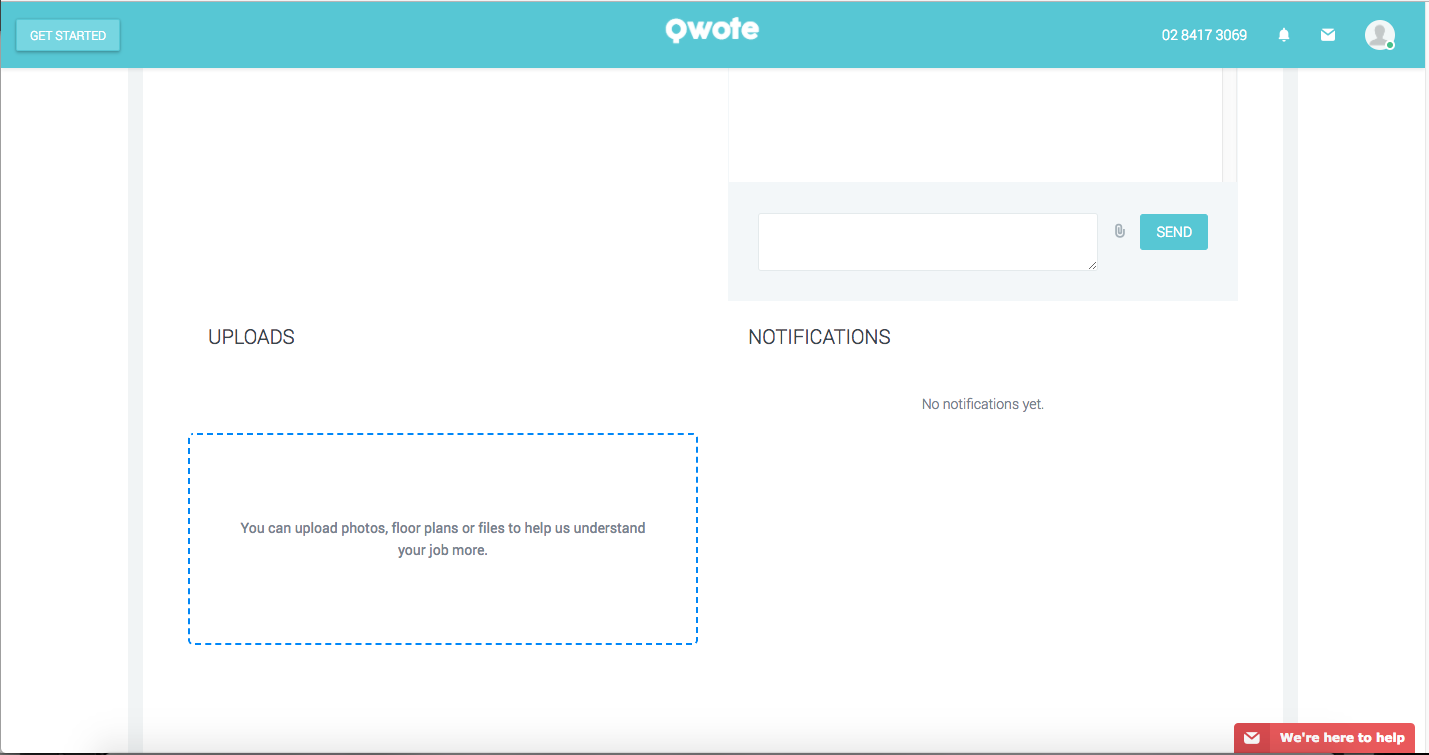 GET STARTED
Qwote
02 8417 3069
SEND
UPLOADS
NOTIFICATIONS
No notifications yet.
You can upload photos, floor plans or files to help us understand
your job more.
We're here to help